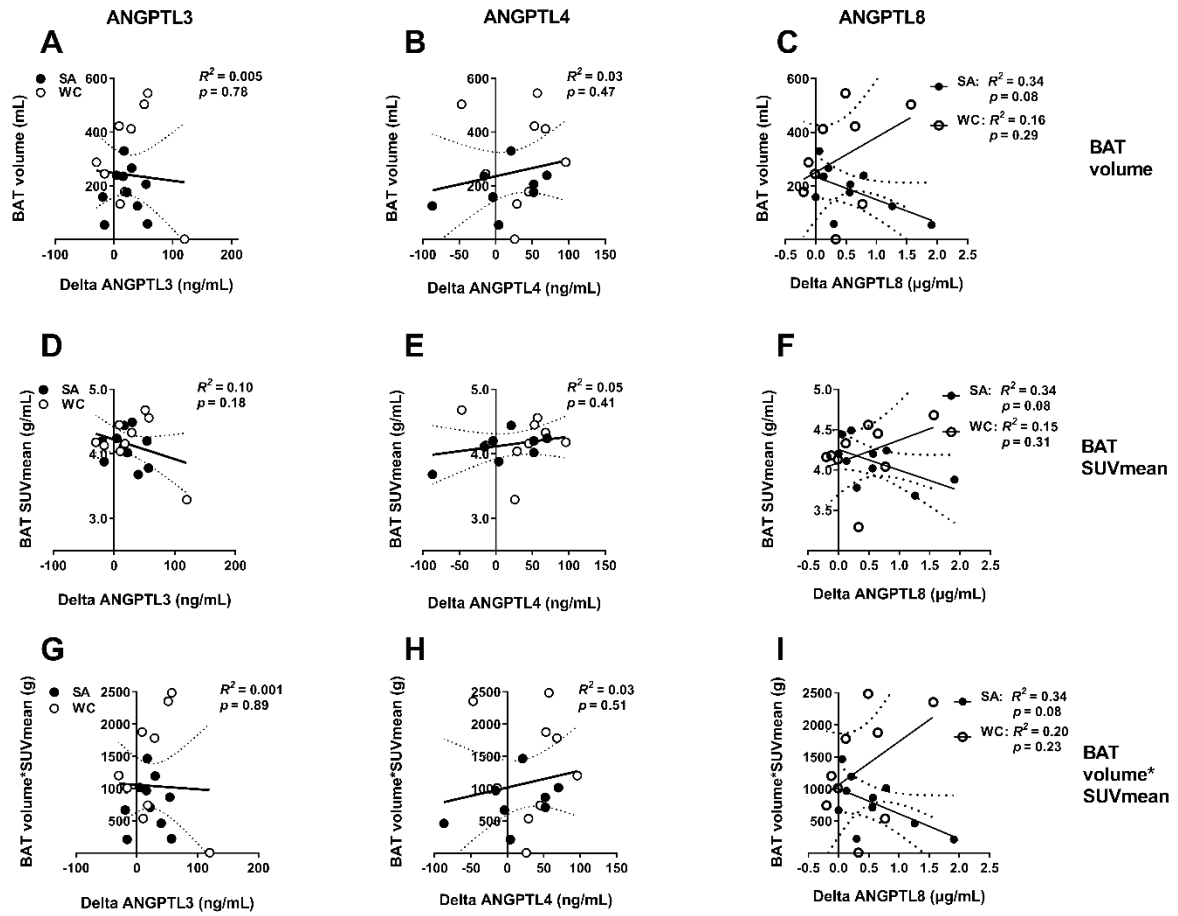 ANGPTL3
ANGPTL4
ANGPTL8
A
SA
WC
R² = 0.005
p = 0.78
BAT volume (mL)
600
400
200
-100 0 100 200
Delta ANGPTL3 (ng/mL)
B
R² = 0.03
p = 0.47
BAT volume (mL)
600
400
200
-100 -50 0 50 100 150
Delta ANGPTL4 (ng/mL)
C
SA: R² = 0.34
p = 0.08
WC: R² = 0.16
p = 0.29
BAT volume (mL)
600
400
200
-0.5 0.0 0.5 1.0 1.5 2.0 2.5
Delta ANGPTL8 (µg/mL)
BAT
volume
D
SA
WC
R² = 0.10
p = 0.18
BAT SUVmean (g/mL)
5.0
4.0
3.0
-100 0 100 200
Delta ANGPTL3 (ng/mL)
E
R² = 0.05
p = 0.41
BAT SUVmean (g/mL)
5.0
4.0
3.0
-100 -50 0 50 100 150
Delta ANGPTL4 (ng/mL)
F
SA: R² = 0.34
p = 0.08
WC: R² = 0.15
p = 0.31
BAT SUVmean (g/mL)
5.0
4.5
4.0
3.5
-0.5 0.0 0.5 1.0 1.5 2.0 2.5
Delta ANGPTL8 (µg/mL)
BAT
SUVmean
G
SA
WC
R² = 0.001
p = 0.89
BAT volume*SUVmean (g)
2500
2000
1500
1000
500
-100 0 100 200
Delta ANGPTL3 (ng/mL)
H
R² = 0.03
p = 0.51
BAT volume*SUVmean (g)
2500
2000
1500
1000
500
-100 -50 0 50 100 150
Delta ANGPTL4 (ng/mL)
I
SA: R² = 0.34
p = 0.08
WC: R² = 0.20
p = 0.23
BAT volume*SUVmean (g)
2500
2000
1500
1000
500
-0.5 0.0 0.5 1.0 1.5 2.0 2.5
Delta ANGPTL8 (µg/mL)
BAT
volume*
SUVmean